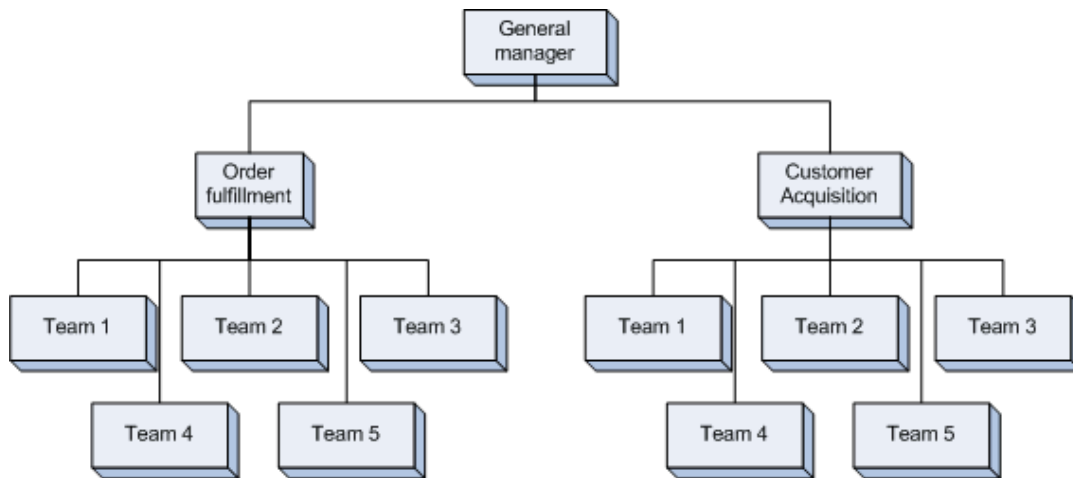 General
manager
Order
fulfillment
Customer
Acquisition
Team 1
Team 2
Team 3
Team 1
Team 2
Team 3
Team 4
Team 5
Team 4
Team 5